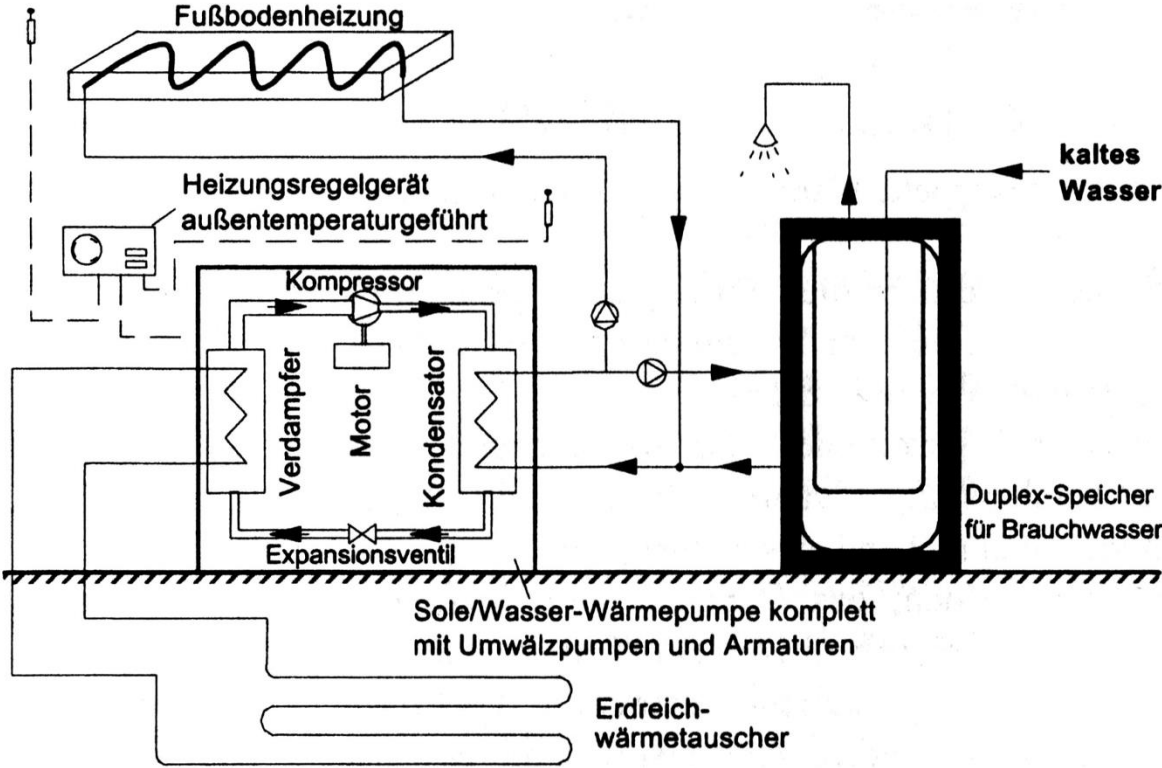 Fußbodenheizung
Heizungsregelgerät
außentemperaturgeführt
kaltes
Wasser
Kompressor
Verdampfer
Motor
Kondensator
Expansionsventil
Duplex-Speicher
für Brauchwasser
Sole/Wasser-Wärmepumpe komplett
mit Umwälzpumpen und Armaturen
Erdreich-
wärmetauscher